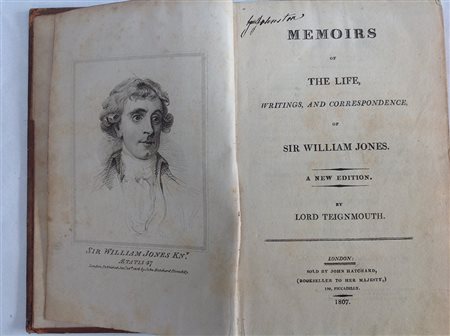 SIR WILLIAM JONES KN.T
ÆTATIS 47
MEMOIRS
OF
THE LIFE,
WRITINGS, AND CORRESPONDENCE,
OF
SIR WILLIAM JONES.
A NEW EDITION.
BY
LORD TEIGNMOUTH.
LONDON:
SOLD BY JOHN HATCHARD,
(BOOKSELLER TO HER MAJESTY,)
190, PICCADILLY.
1807.